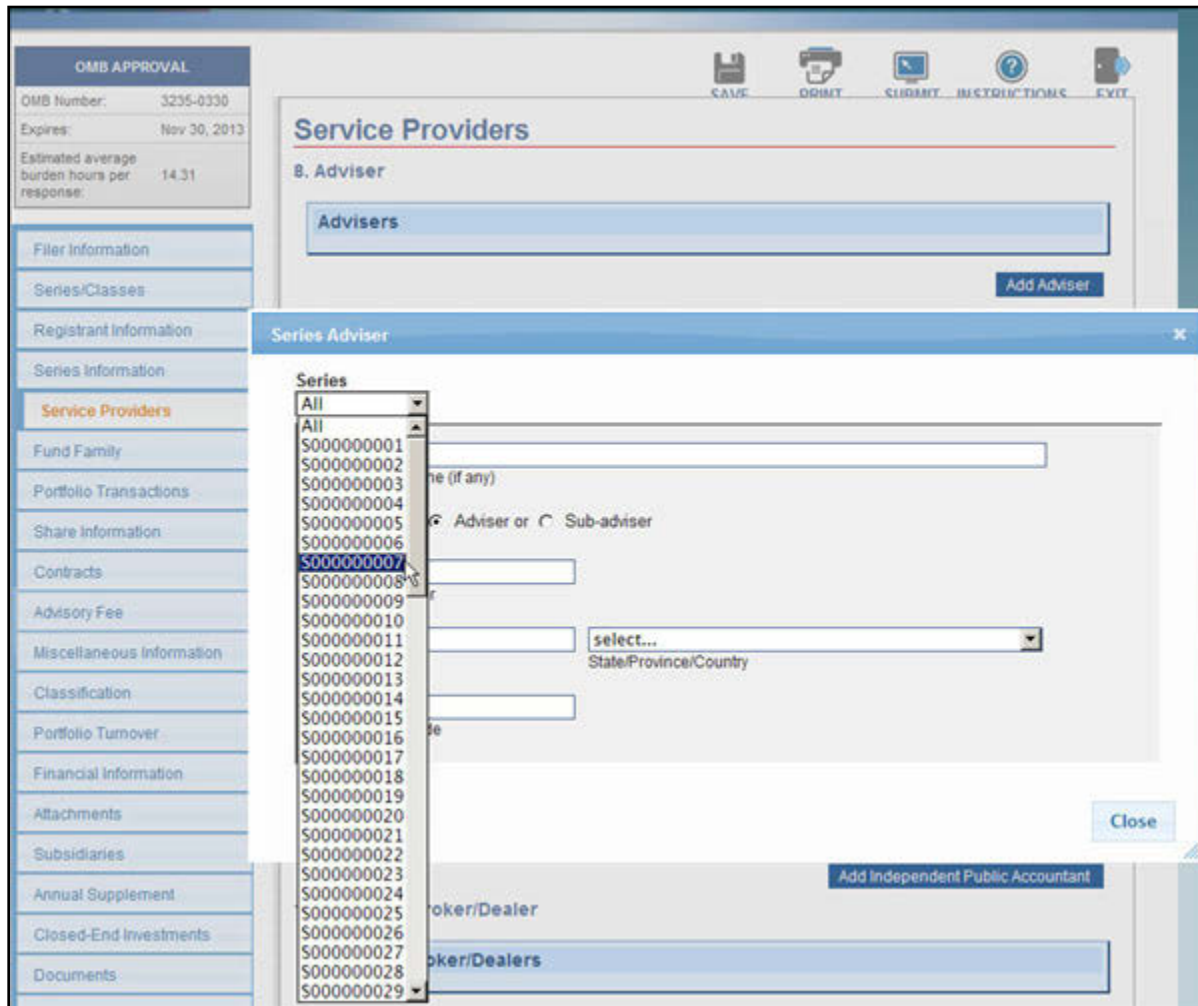 OMB APPROVAL
OMB Number: 3235-0330
Expires: Nov 30, 2013
Estimated average
burden hours per 14.31
response:
SAVE PRINT SUBMIT INSTRUCTIONS EXIT
Service Providers
8. Adviser
Advisers
Add Adviser
Filer Information
Series/Classes
Registrant Information
Series Information
Service Providers
Fund Family
Portfolio Transactions
Share Information
Contracts
Advisory Fee
Miscellaneous Information
Classification
Portfolio Turnover
Financial Information
Attachments
Subsidiaries
Annual Supplement
Closed-End Investments
Documents
Series Adviser x
Series
All
All
S000000001
S000000002
S000000003
S000000004
S000000005
S000000006
S000000007
S000000008
S000000009
S000000010
S000000011
S000000012
S000000013
S000000014
S000000015
S000000016
S000000017
S000000018
S000000019
S000000020
S000000021
S000000022
S000000023
S000000024
S000000025
S000000026
S000000027
S000000028
S000000029
(if any)
Adviser or Sub-adviser
select...
State/Province/Country
Close
Add Independent Public Accountant
oker/Dealer
oker/Dealers